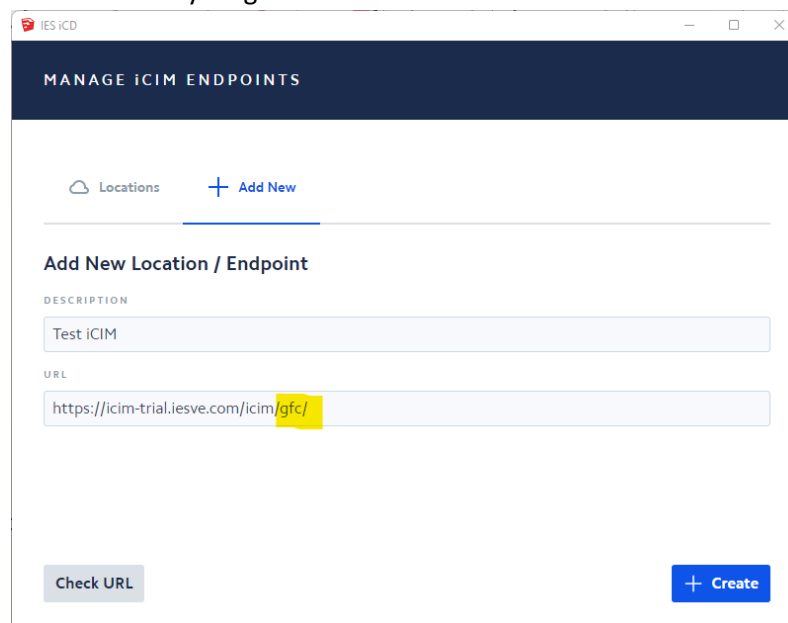 IES iCD
MANAGE iCIM ENDPOINTS
Locations
Add New
Add New Location / Endpoint
DESCRIPTION
Test iCIM
URL
https://icim-trial.iesve.com/icim/gfc/
Check URL
Create